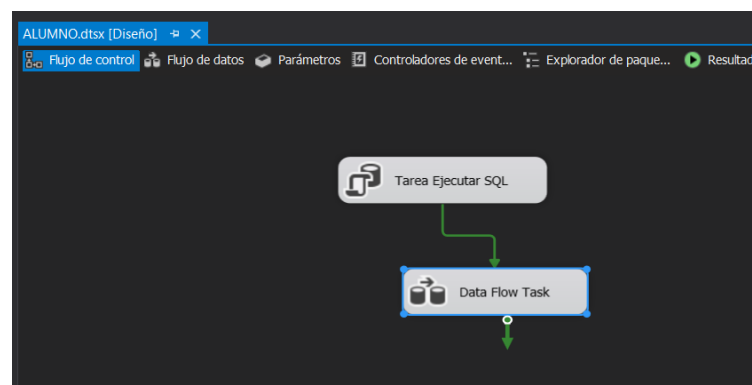 ALUMNO.dtsx [Diseño]
Flujo de control Flujo de datos Parámetros Controladores de event... Explorador de paque... Resultad
Tarea Ejecutar SQL
Data Flow Task